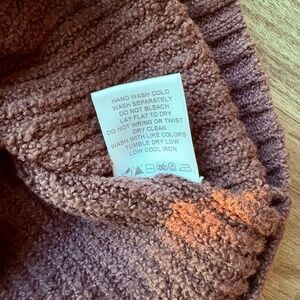 HAND WASH COLD
WASH SEPARATELY
DO NOT BLEACH
LAY FLAT TO DRY
DO NOT WRING OR TWIST
DRY CLEAN
WASH WITH LIKE COLORS
TUMBLE DRY LOW
LOW COOL IRON